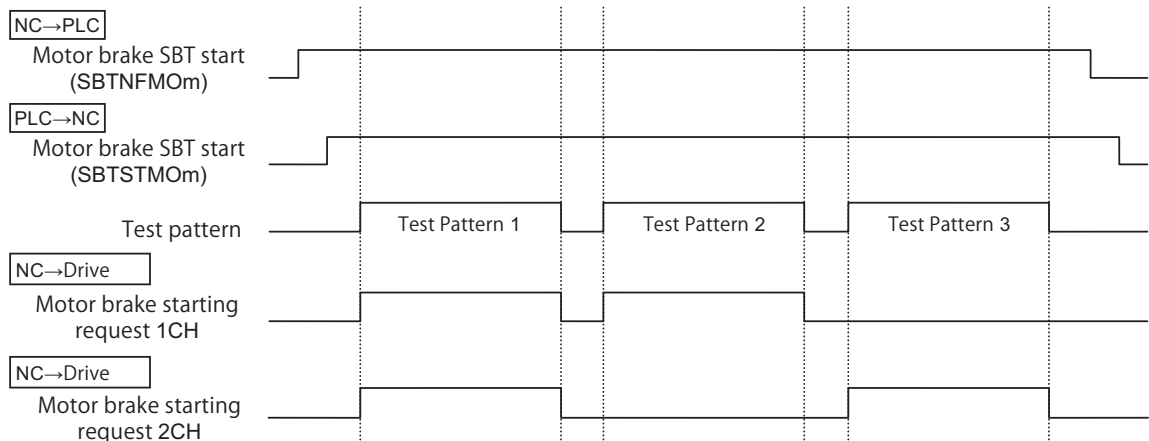 NC→PLC
Motor brake SBT start
(SBTNFMOm)
PLC→NC
Motor brake SBT start
(SBTSTMOm)
Test pattern
Test Pattern 1
Test Pattern 2
Test Pattern 3
NC→Drive
Motor brake starting
request 1CH
NC→Drive
Motor brake starting
request 2CH